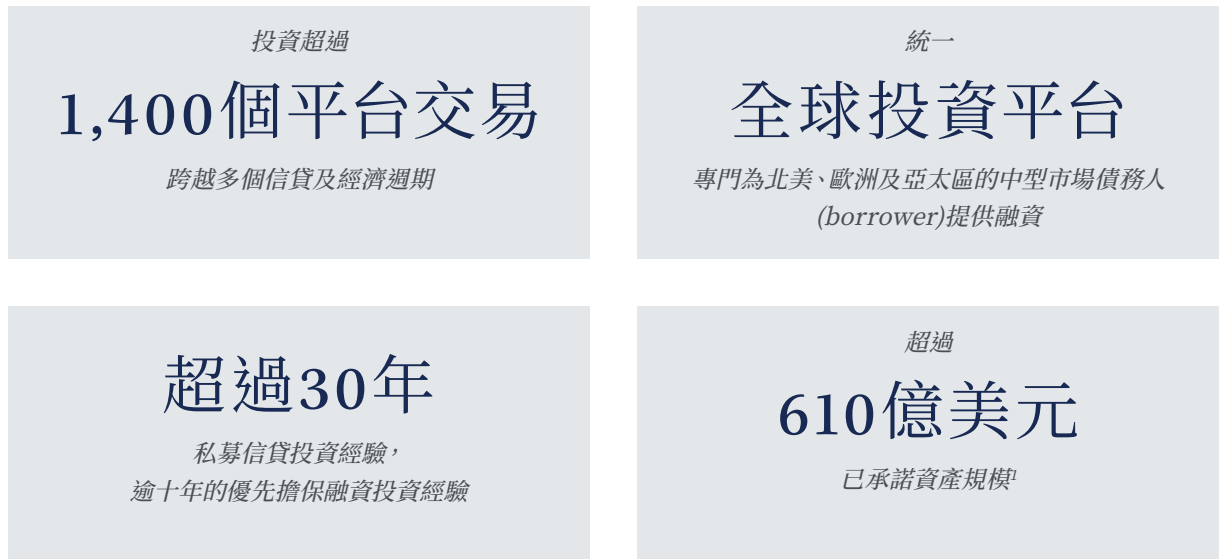 投資超過
1,400個平台交易
跨越多個信貸及經濟週期
統一
全球投資平台
專門為北美、歐洲及亞太區的中型市場債務人
(borrower)提供融資
超過30年
私募信貸投資經驗，
逾十年的優先擔保融資投資經驗
超過
610億美元
已承諾資產規模¹